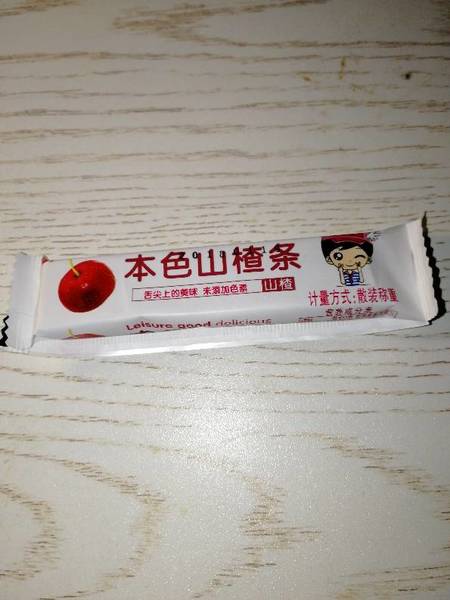 本色山楂条
舌尖上的美味 未添加色素 山楂
计量方式:散装称重
Leisure good delicious